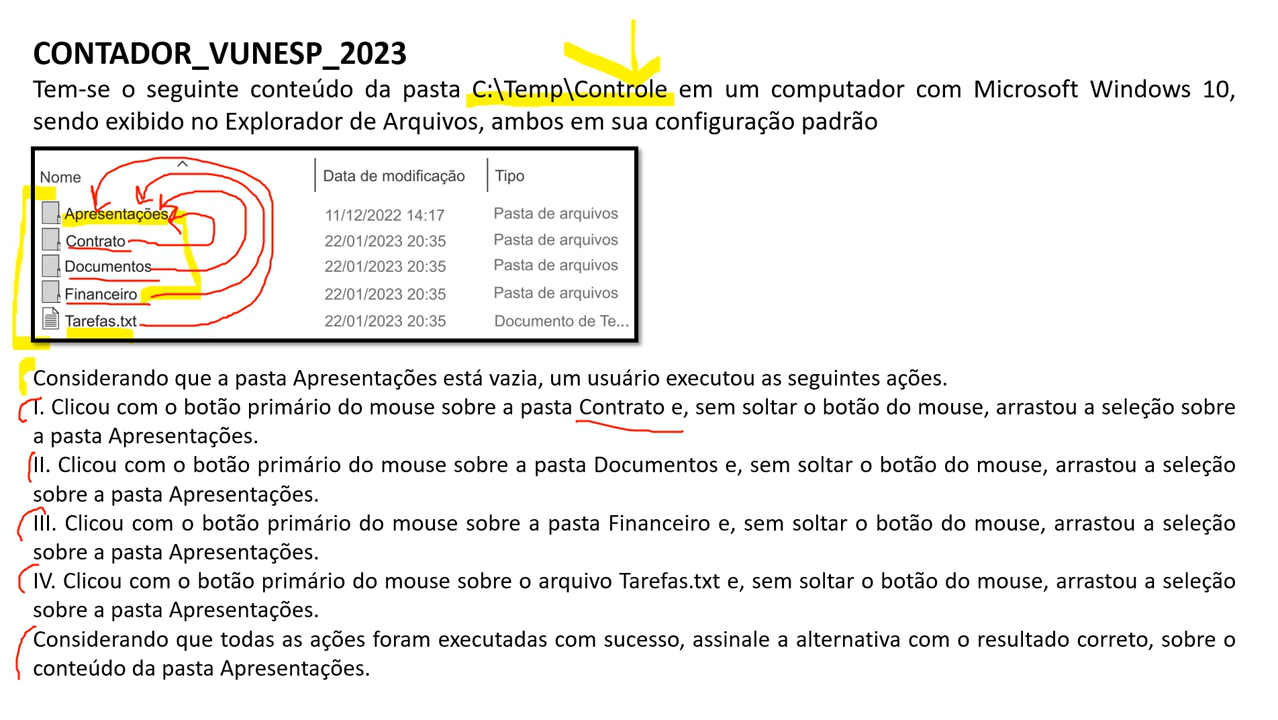 CONTADOR_VUNESP_2023
Tem-se o seguinte conteúdo da pasta C:\Temp\Controle em um computador com Microsoft Windows 10,
sendo exibido no Explorador de Arquivos, ambos em sua configuração padrão
Nome Data de modificação Tipo
Apresentações 11/12/2022 14:17 Pasta de arquivos
Contrato 22/01/2023 20:35 Pasta de arquivos
Documentos 22/01/2023 20:35 Pasta de arquivos
Financeiro 22/01/2023 20:35 Pasta de arquivos
Tarefas.txt 22/01/2023 20:35 Documento de Te...
Considerando que a pasta Apresentações está vazia, um usuário executou as seguintes ações.
I. Clicou com o botão primário do mouse sobre a pasta Contrato e, sem soltar o botão do mouse, arrastou a seleção sobre
a pasta Apresentações.
II. Clicou com o botão primário do mouse sobre a pasta Documentos e, sem soltar o botão do mouse, arrastou a seleção
sobre a pasta Apresentações.
III. Clicou com o botão primário do mouse sobre a pasta Financeiro e, sem soltar o botão do mouse, arrastou a seleção
sobre a pasta Apresentações.
IV. Clicou com o botão primário do mouse sobre o arquivo Tarefas.txt e, sem soltar o botão do mouse, arrastou a seleção
sobre a pasta Apresentações.
Considerando que todas as ações foram executadas com sucesso, assinale a alternativa com o resultado correto, sobre o
conteúdo da pasta Apresentações.